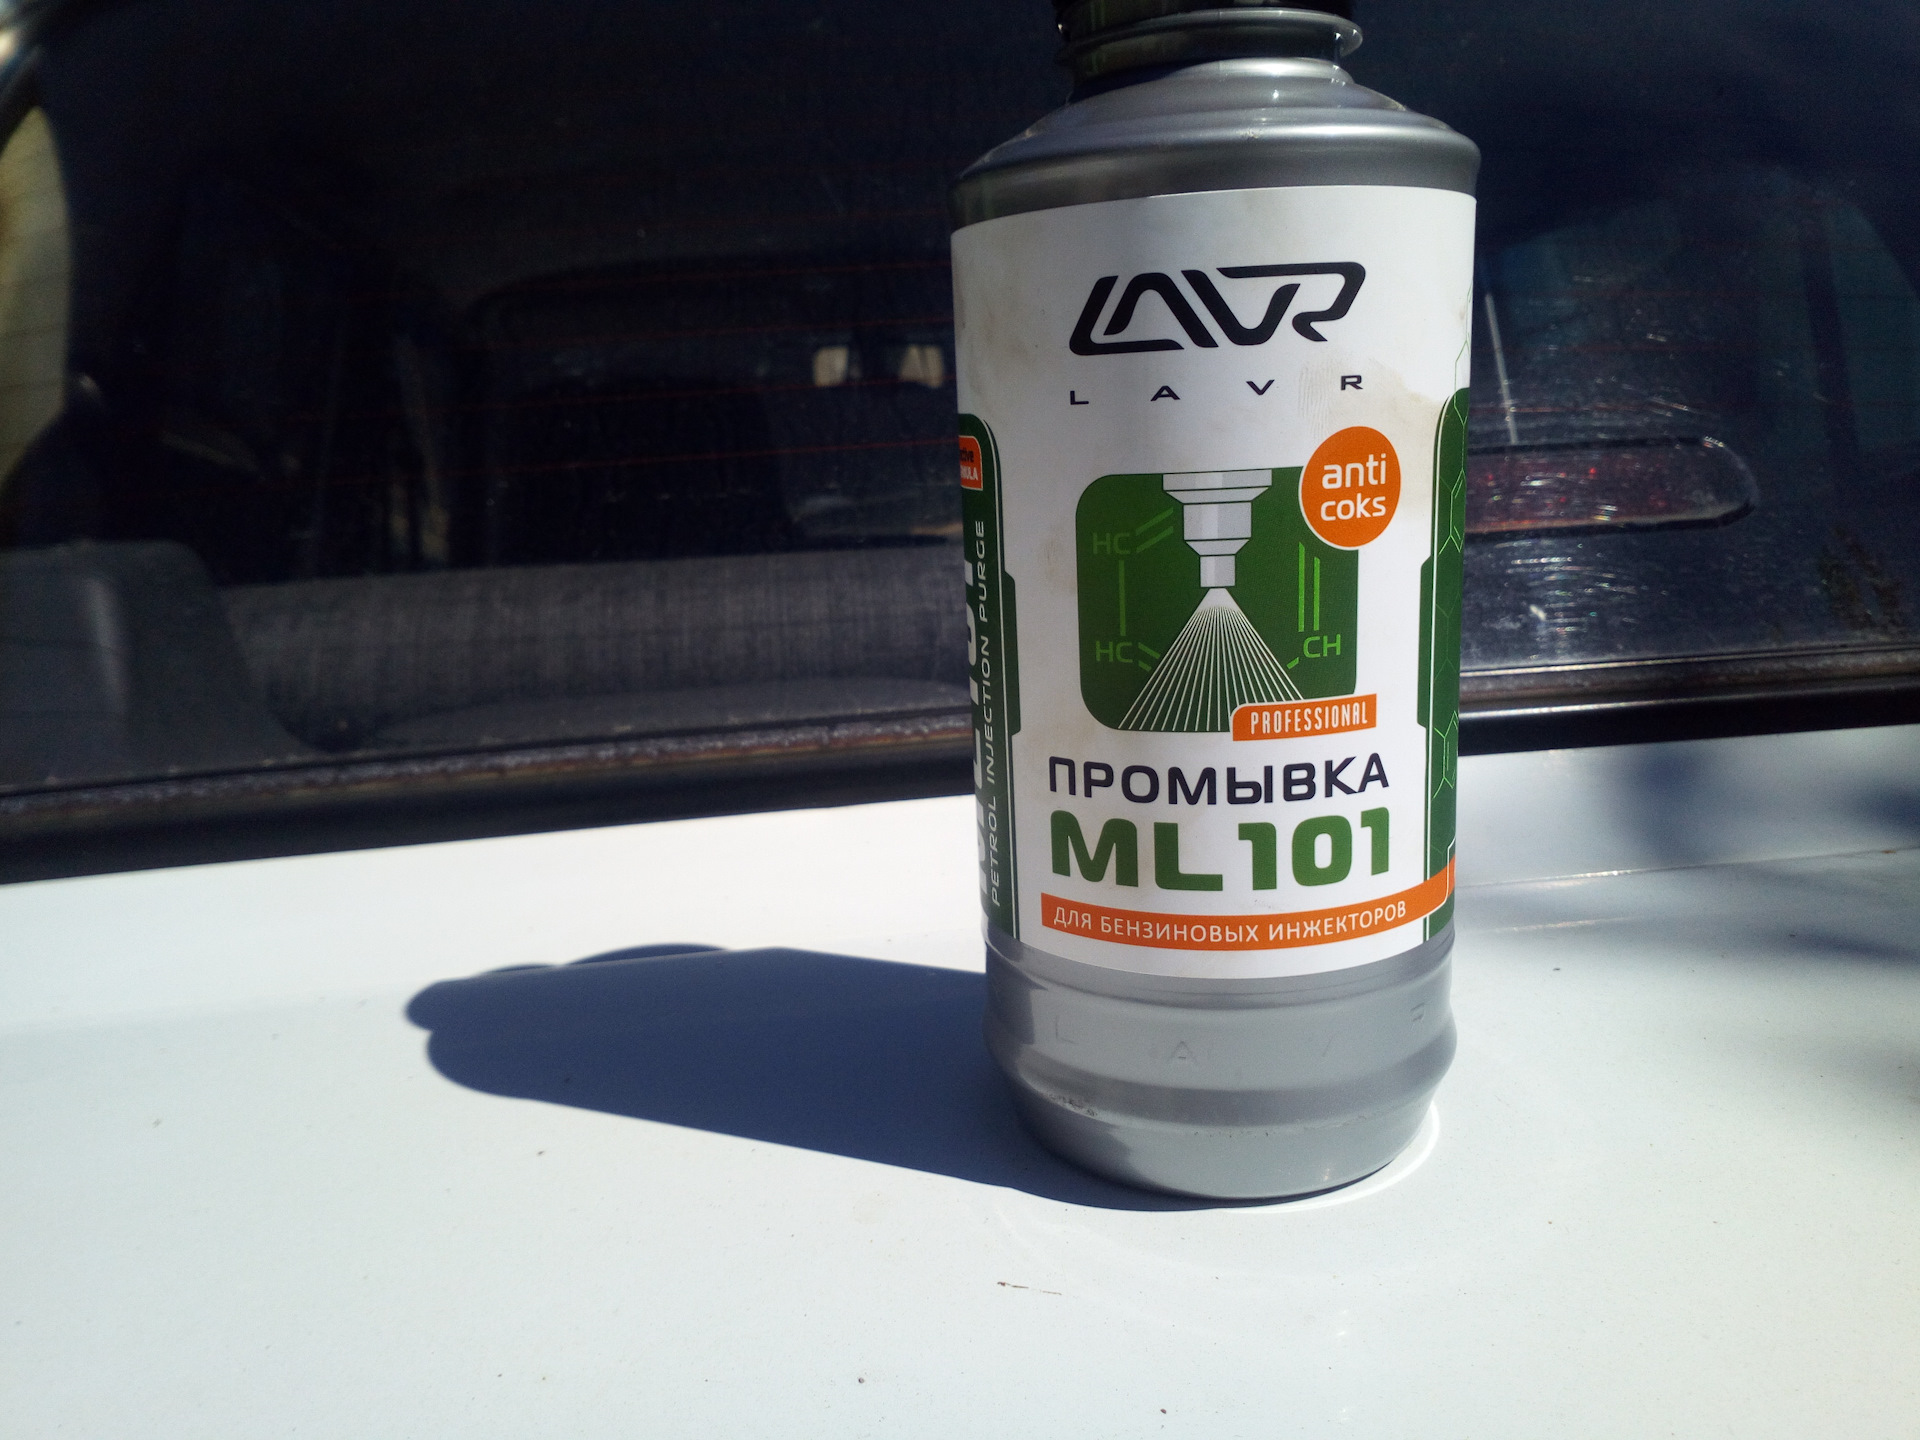 LAVR
L A V R
anti
coks
HC
HC
CH
PROFESSIONAL
ПРОМЫВКА
ML101
ДЛЯ БЕНЗИНОВЫХ ИНЖЕКТОРОВ
PETROL INJECTION PURGE
L A V R